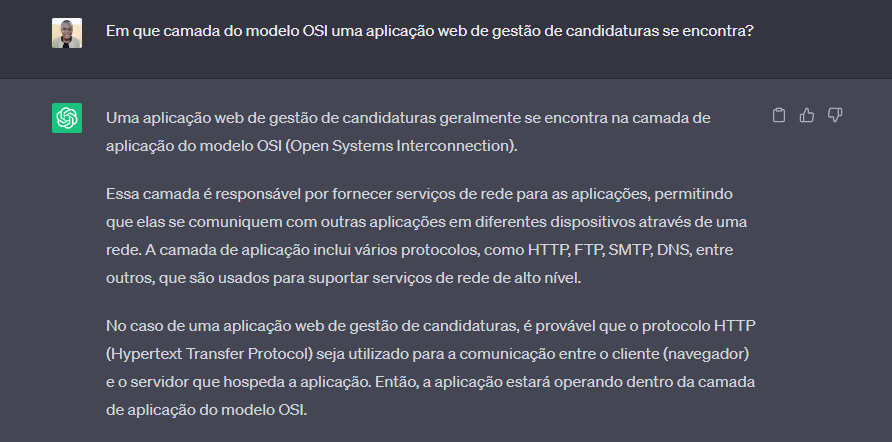 Em que camada do modelo OSI uma aplicação web de gestão de candidaturas se encontra?
Uma aplicação web de gestão de candidaturas geralmente se encontra na camada de
aplicação do modelo OSI (Open Systems Interconnection).
Essa camada é responsável por fornecer serviços de rede para as aplicações, permitindo
que elas se comuniquem com outras aplicações em diferentes dispositivos através de uma
rede. A camada de aplicação inclui vários protocolos, como HTTP, FTP, SMTP, DNS, entre
outros, que são usados para suportar serviços de rede de alto nível.
No caso de uma aplicação web de gestão de candidaturas, é provável que o protocolo HTTP
(Hypertext Transfer Protocol) seja utilizado para a comunicação entre o cliente (navegador)
e o servidor que hospeda a aplicação. Então, a aplicação estará operando dentro da camada
de aplicação do modelo OSI.